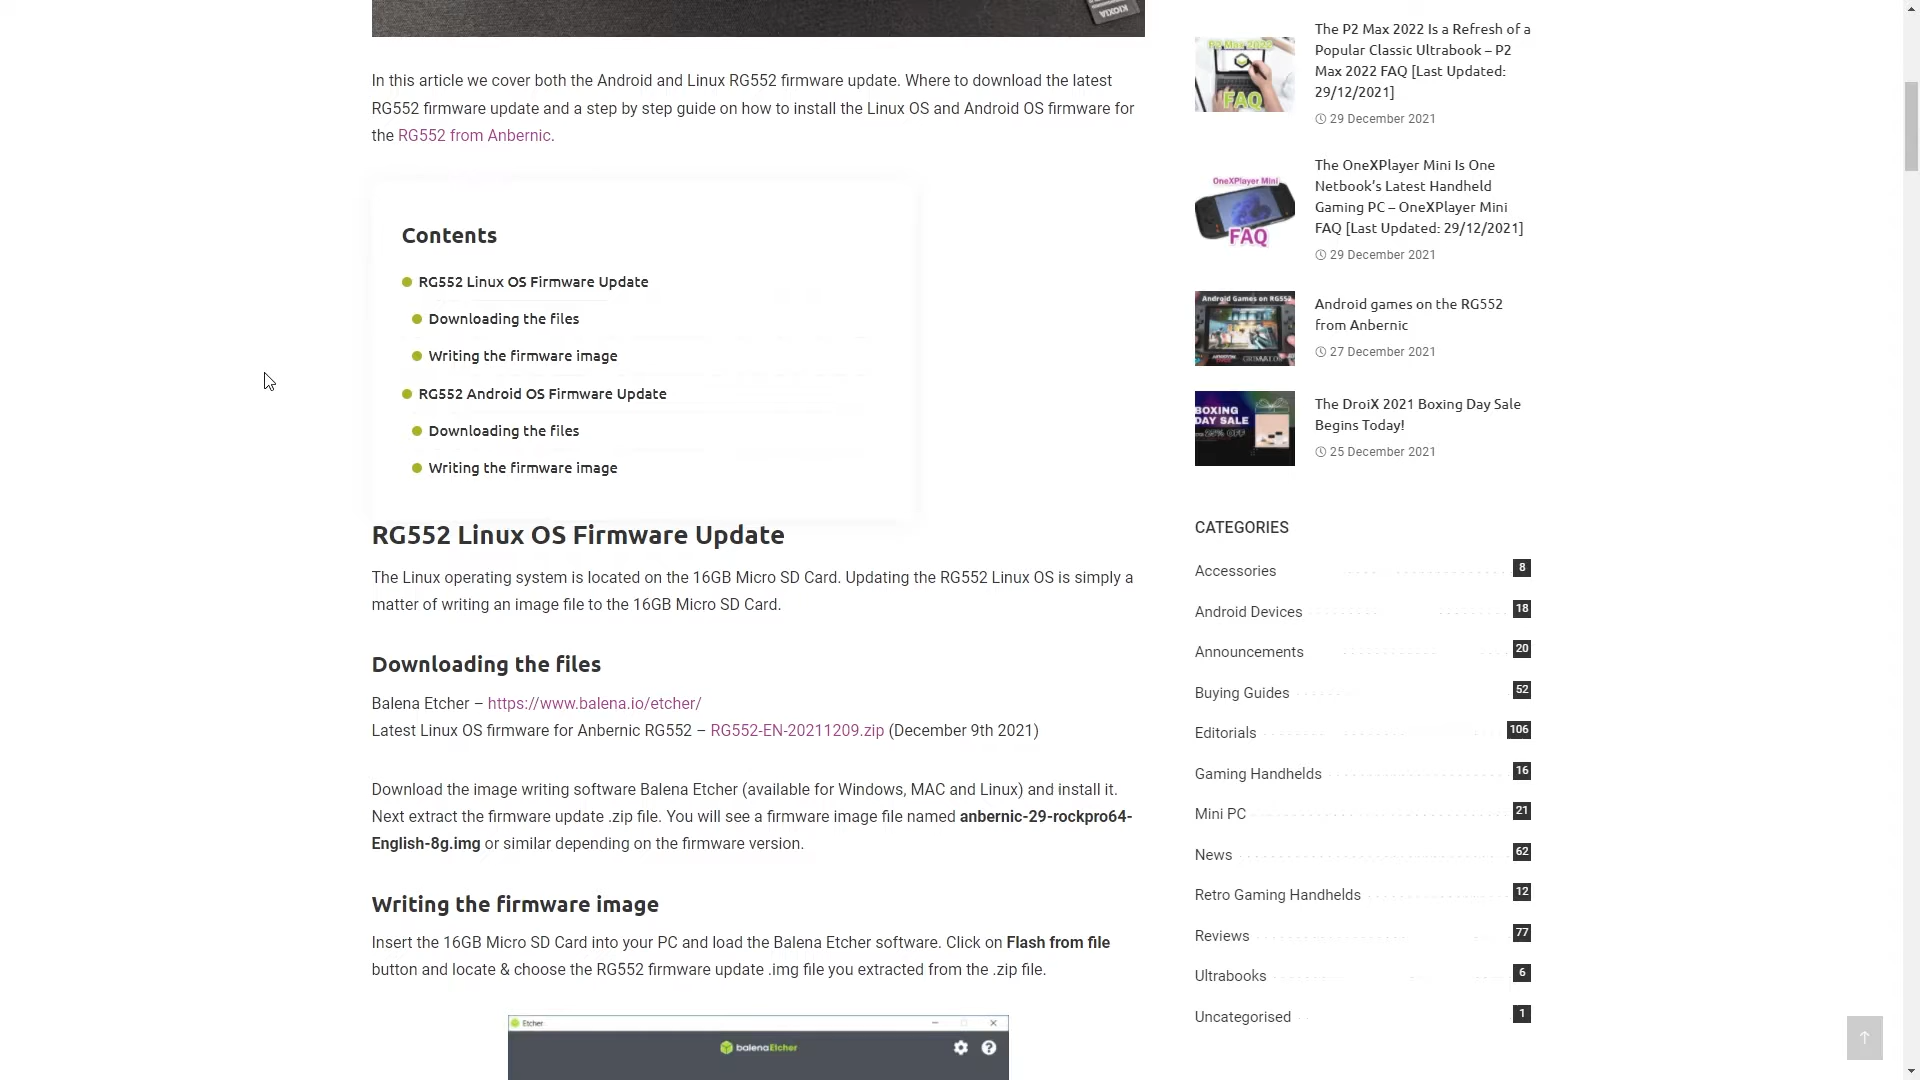 In this article we cover both the Android and Linux RG552 firmware update. Where to download the latest
RG552 firmware update and a step by step guide on how to install the Linux OS and Android OS firmware for
the RG552 from Anbernic.
Contents
RG552 Linux OS Firmware Update
Downloading the files
Writing the firmware image
RG552 Android OS Firmware Update
Downloading the files
Writing the firmware image
RG552 Linux OS Firmware Update
The Linux operating system is located on the 16GB Micro SD Card. Updating the RG552 Linux OS is simply a
matter of writing an image file to the 16GB Micro SD Card.
Downloading the files
Balena Etcher – https://www.balena.io/etcher/
Latest Linux OS firmware for Anbernic RG552 – RG552-EN-20211209.zip (December 9th 2021)
Download the image writing software Balena Etcher (available for Windows, MAC and Linux) and install it.
Next extract the firmware update .zip file. You will see a firmware image file named anbernic-29-rockpro64-
English-8g.img or similar depending on the firmware version.
Writing the firmware image
Insert the 16GB Micro SD Card into your PC and load the Balena Etcher software. Click on Flash from file
button and locate & choose the RG552 firmware update .img file you extracted from the .zip file.
Etcher
balenaEtcher
P2 Max 2022
FAQ
The P2 Max 2022 Is a Refresh of a
Popular Classic Ultrabook – P2
Max 2022 FAQ [Last Updated:
29/12/2021]
29 December 2021
OneXPlayer Mini
FAQ
The OneXPlayer Mini Is One
Netbook’s Latest Handheld
Gaming PC – OneXPlayer Mini
FAQ [Last Updated: 29/12/2021]
29 December 2021
Android Games on RG552
Android games on the RG552
from Anbernic
27 December 2021
BOXING
DAY SALE
25% OFF
The DroiX 2021 Boxing Day Sale
Begins Today!
25 December 2021
CATEGORIES
Accessories 8
Android Devices 18
Announcements 20
Buying Guides 52
Editorials 106
Gaming Handhelds 16
Mini PC 21
News 62
Retro Gaming Handhelds 12
Reviews 77
Ultrabooks 6
Uncategorised 1